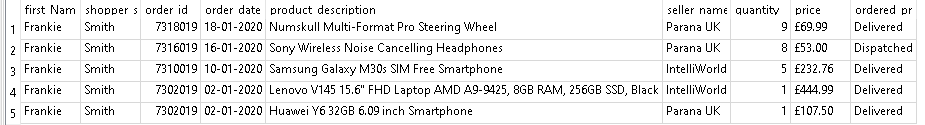 first Nam shopper s order id order date product description seller name quantity price ordered pr
1 Frankie Smith 7318019 18-01-2020 Numskull Multi-Format Pro Steering Wheel Parana UK 9 £69.99 Delivered
2 Frankie Smith 7316019 16-01-2020 Sony Wireless Noise Cancelling Headphones Parana UK 8 £53.00 Dispatched
3 Frankie Smith 7310019 10-01-2020 Samsung Galaxy M30s SIM Free Smartphone IntelliWorld 5 £232.76 Delivered
4 Frankie Smith 7302019 02-01-2020 Lenovo V145 15.6" FHD Laptop AMD A9-9425, 8GB RAM, 256GB SSD, Black IntelliWorld 1 £444.99 Delivered
5 Frankie Smith 7302019 02-01-2020 Huawei Y6 32GB 6.09 inch Smartphone Parana UK 1 £107.50 Delivered